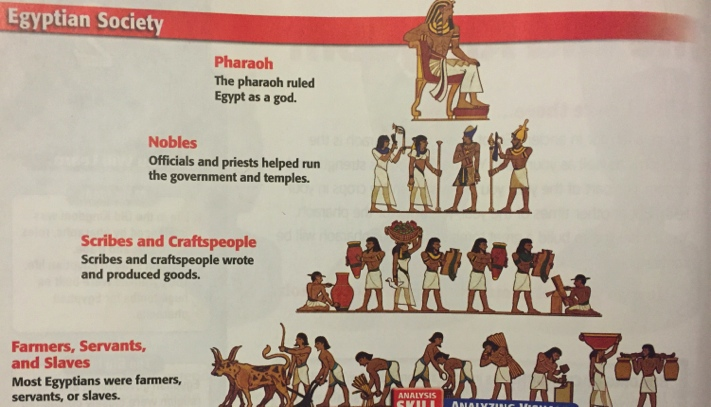 Egyptian Society
Pharaoh
The pharaoh ruled
Egypt as a god.
Nobles
Officials and priests helped run
the government and temples.
Scribes and Craftspeople
Scribes and craftspeople wrote
and produced goods.
Farmers, Servants,
and Slaves
Most Egyptians were farmers,
servants, or slaves.
ANALYSIS
SKILL
ANALYZING